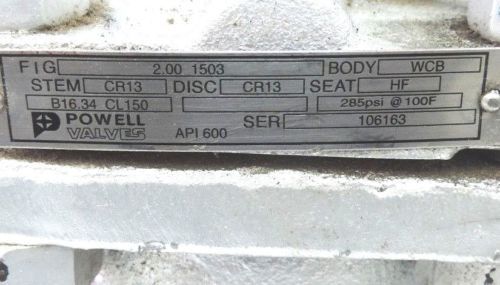 FIG 2.00 1503 BODY WCB
STEM CR13 DISC CR13 SEAT HF
B16.34 CL150 285psi @ 100F
POWELL VALVES API 600 SER 106163